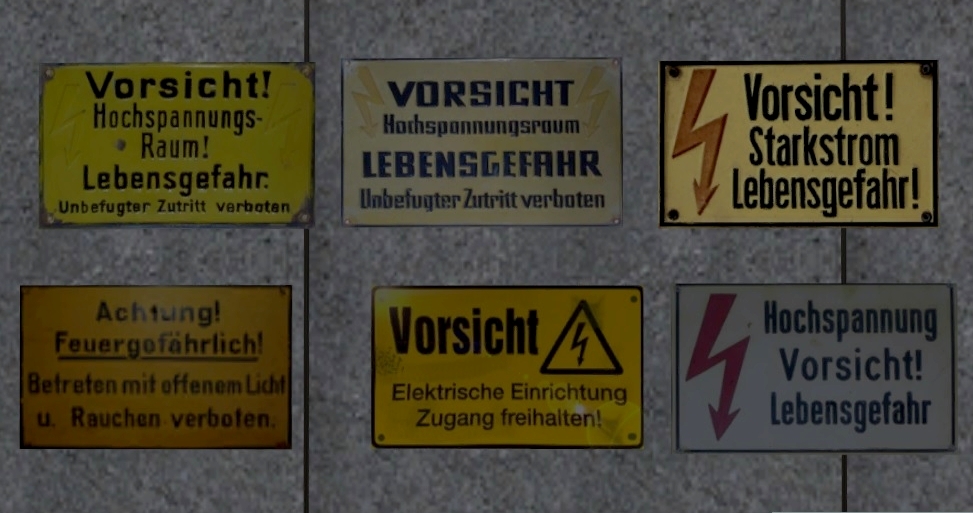 Vorsicht!
Hochspannungs-
Raum!
Lebensgefahr.
Unbefugter Zutritt verboten
VORSICHT
Hochspannungsraum
LEBENSGEFAHR
Unbefugter Zutritt verboten
Vorsicht!
Starkstrom
Lebensgefahr!
Achtung!
Feuergefährlich!
Betreten mit offenem Licht
u. Rauchen verboten.
Vorsicht
Elektrische Einrichtung
Zugang freihalten!
Hochspannung
Vorsicht!
Lebensgefahr